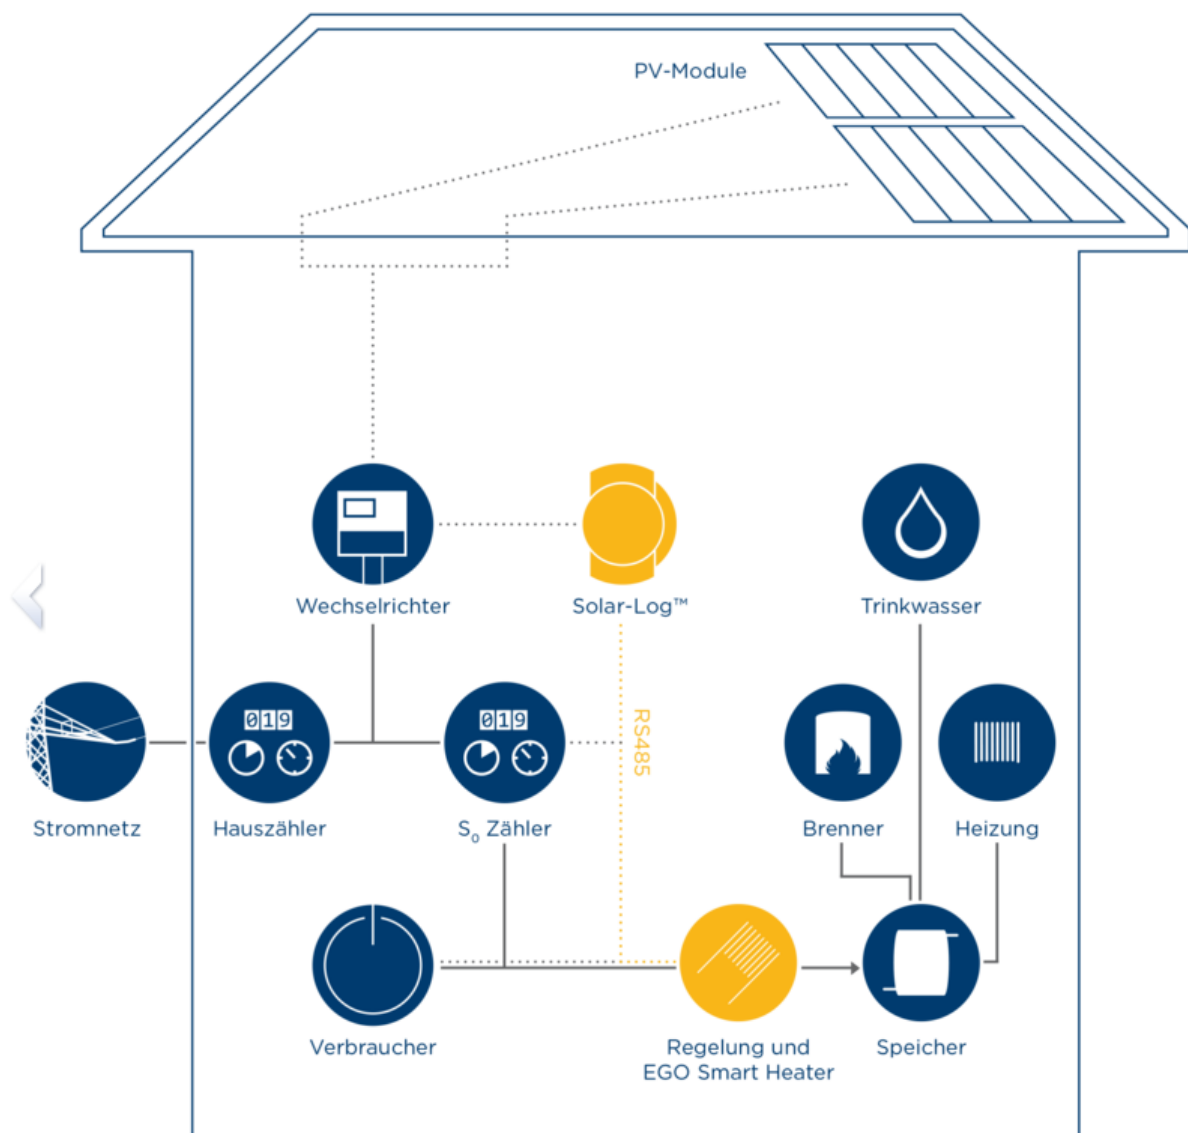 PV-Module
Wechselrichter
Solar-Log™
Trinkwasser
019
019
RS485
Stromnetz
Hauszähler
S₀ Zähler
Brenner
Heizung
Verbraucher
Regelung und
EGO Smart Heater
Speicher